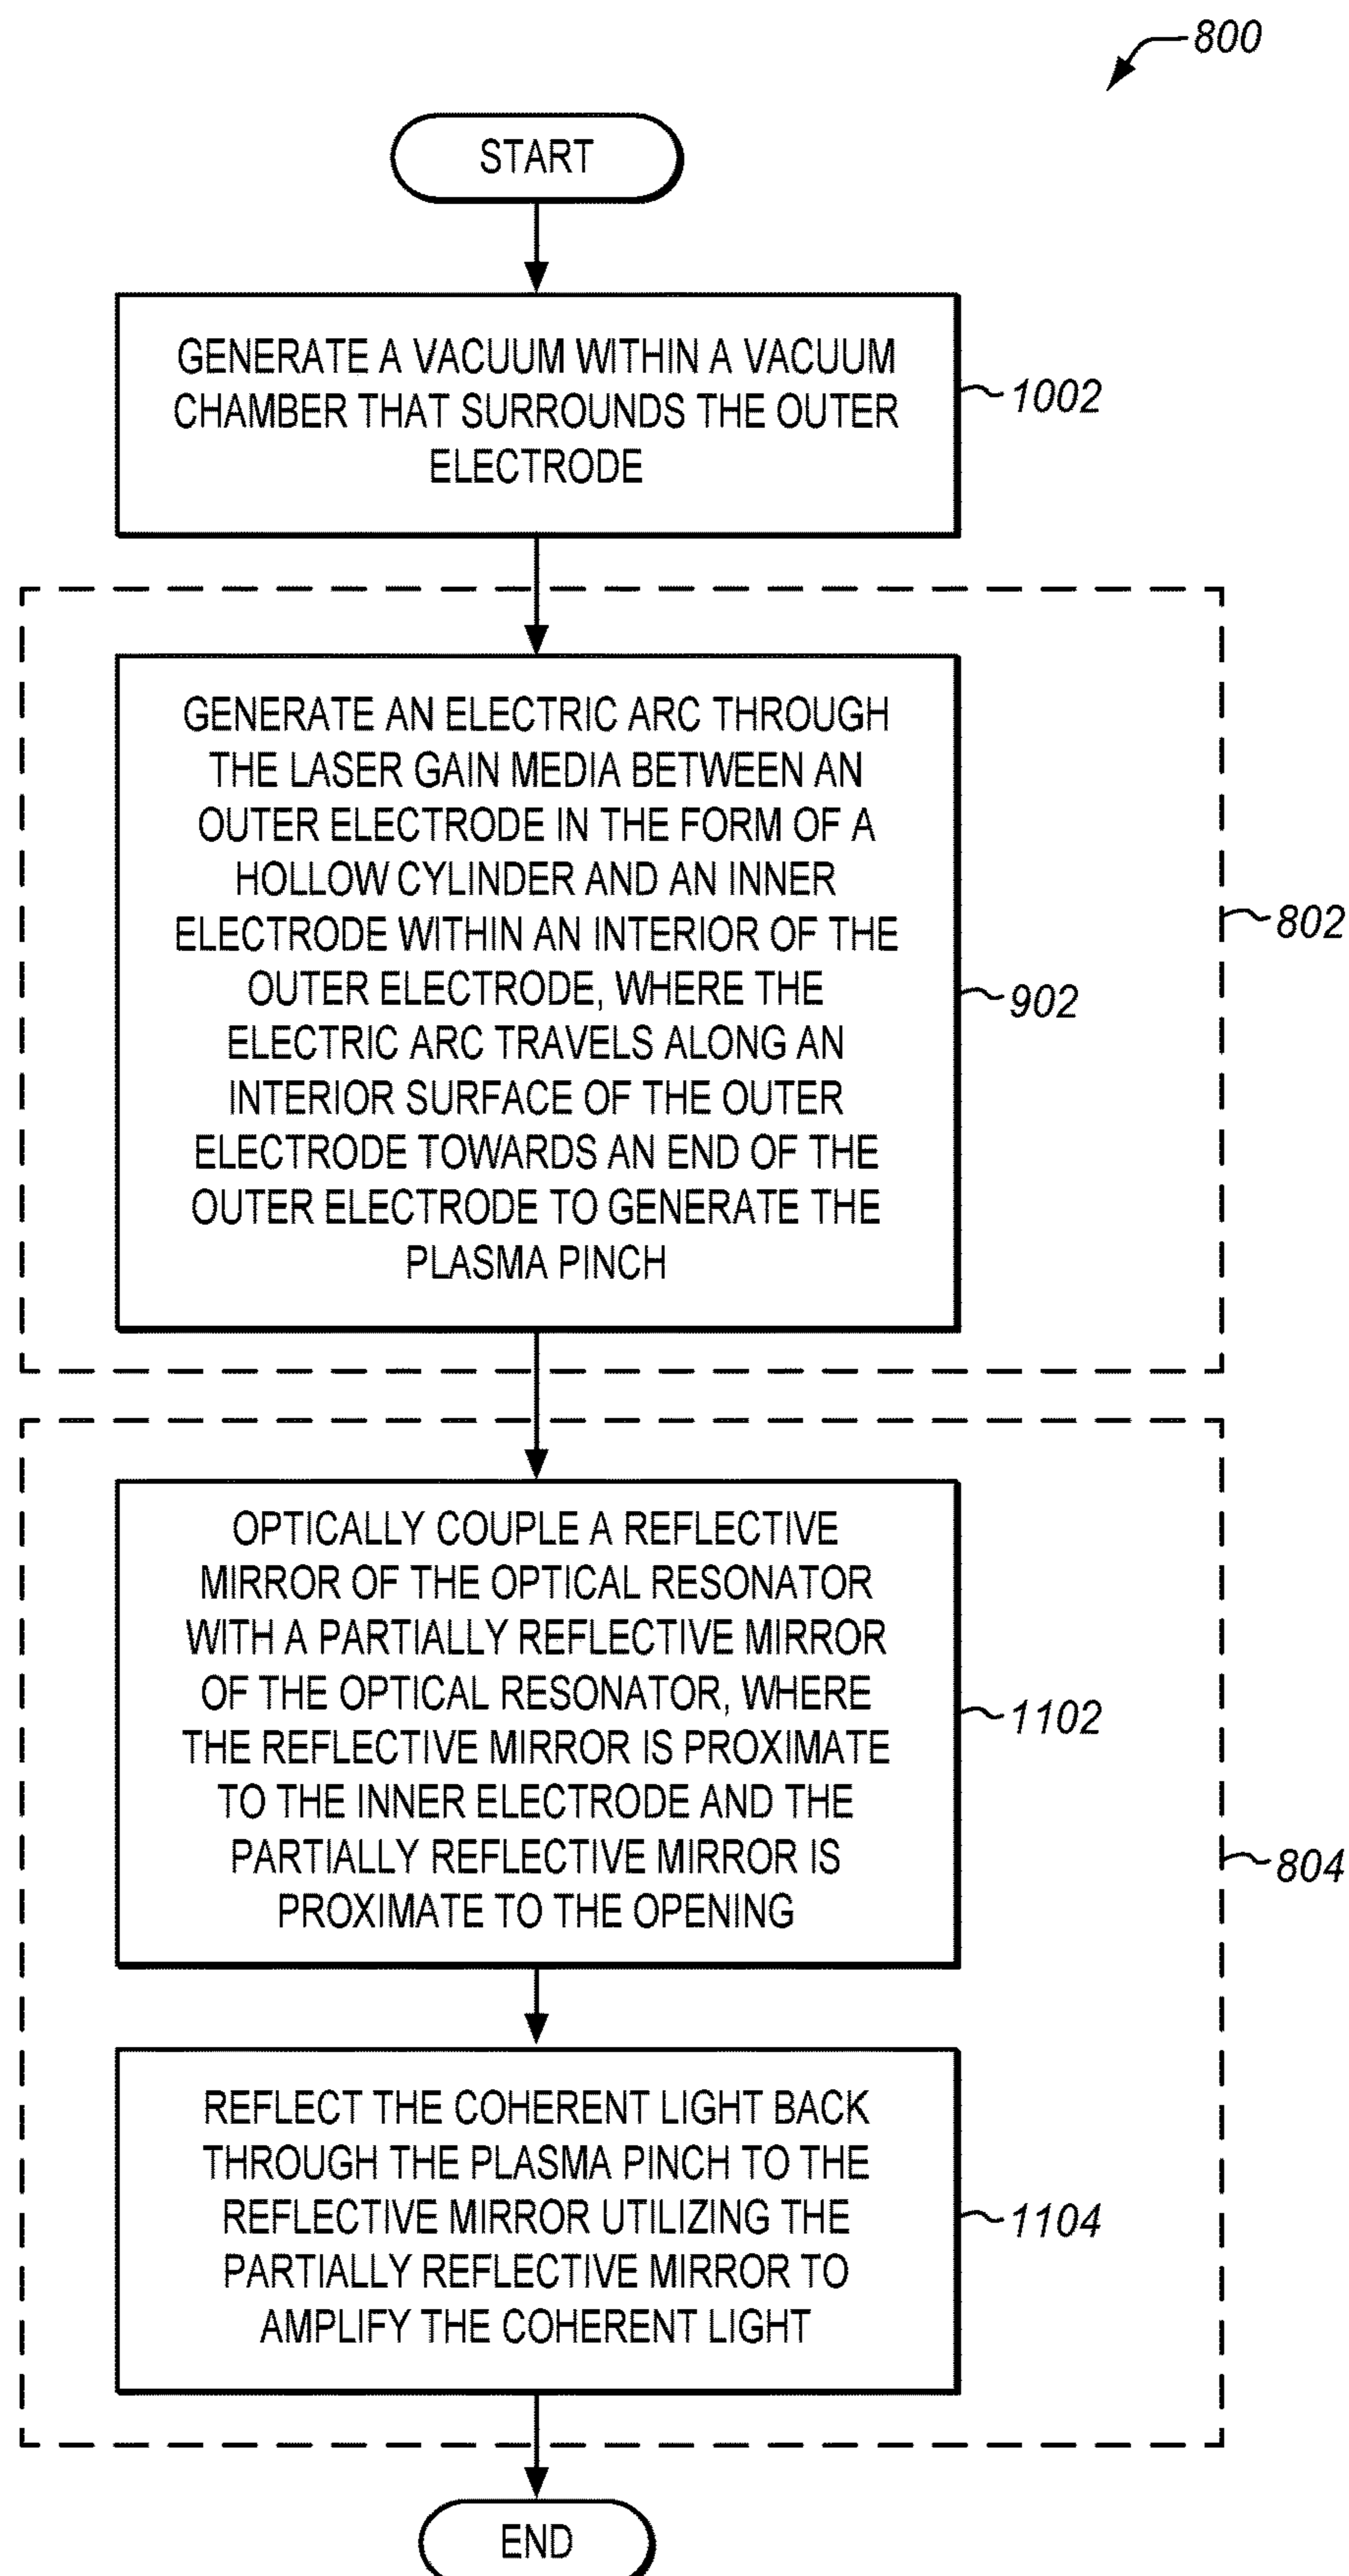 800
START
GENERATE A VACUUM WITHIN A VACUUM
CHAMBER THAT SURROUNDS THE OUTER
ELECTRODE
1002
GENERATE AN ELECTRIC ARC THROUGH
THE LASER GAIN MEDIA BETWEEN AN
OUTER ELECTRODE IN THE FORM OF A
HOLLOW CYLINDER AND AN INNER
ELECTRODE WITHIN AN INTERIOR OF THE
OUTER ELECTRODE, WHERE THE
ELECTRIC ARC TRAVELS ALONG AN
INTERIOR SURFACE OF THE OUTER
ELECTRODE TOWARDS AN END OF THE
OUTER ELECTRODE TO GENERATE THE
PLASMA PINCH
902
802
OPTICALLY COUPLE A REFLECTIVE
MIRROR OF THE OPTICAL RESONATOR
WITH A PARTIALLY REFLECTIVE MIRROR
OF THE OPTICAL RESONATOR, WHERE
THE REFLECTIVE MIRROR IS PROXIMATE
TO THE INNER ELECTRODE AND THE
PARTIALLY REFLECTIVE MIRROR IS
PROXIMATE TO THE OPENING
1102
804
REFLECT THE COHERENT LIGHT BACK
THROUGH THE PLASMA PINCH TO THE
REFLECTIVE MIRROR UTILIZING THE
PARTIALLY REFLECTIVE MIRROR TO
AMPLIFY THE COHERENT LIGHT
1104
END